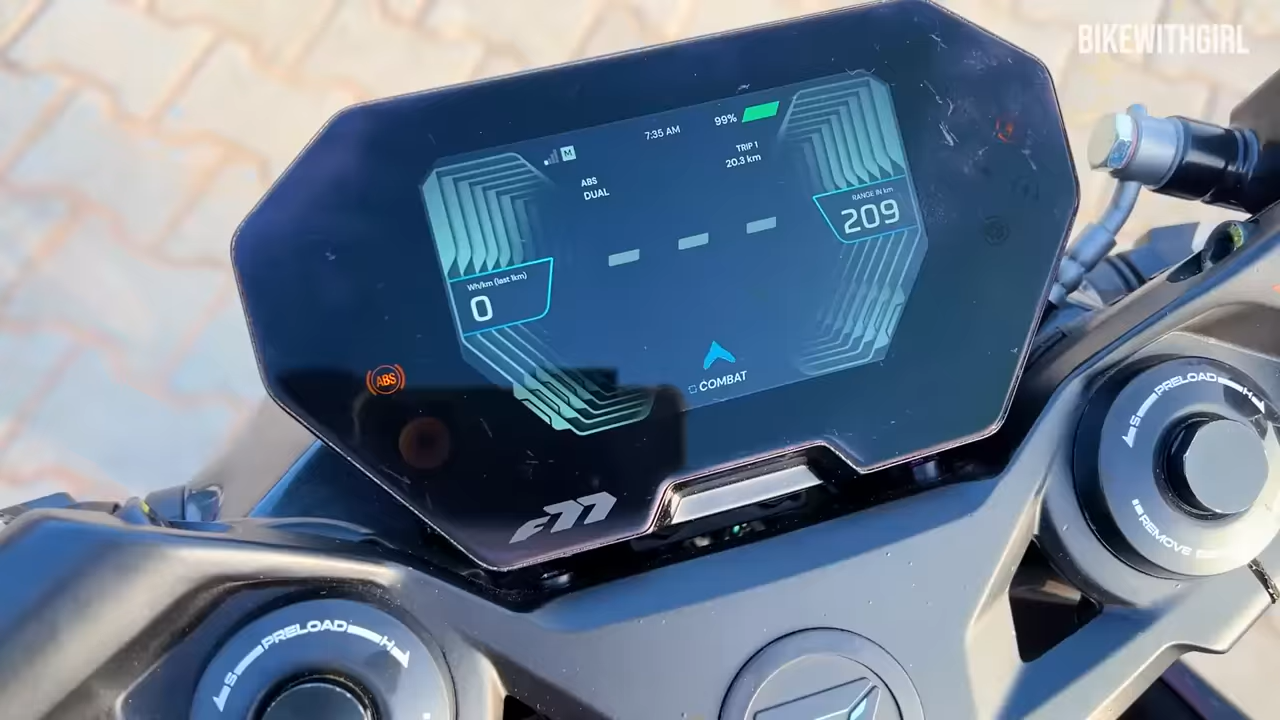 BIKEWITHGIRL
7:35 AM
99%
M
ABS
DUAL
TRIP 1
20.3 km
RANGE IN km
209
Wh/km (last 1km)
0
COMBAT
ABS
F77
S PRELOAD H
REMOVE
S PRELOAD H